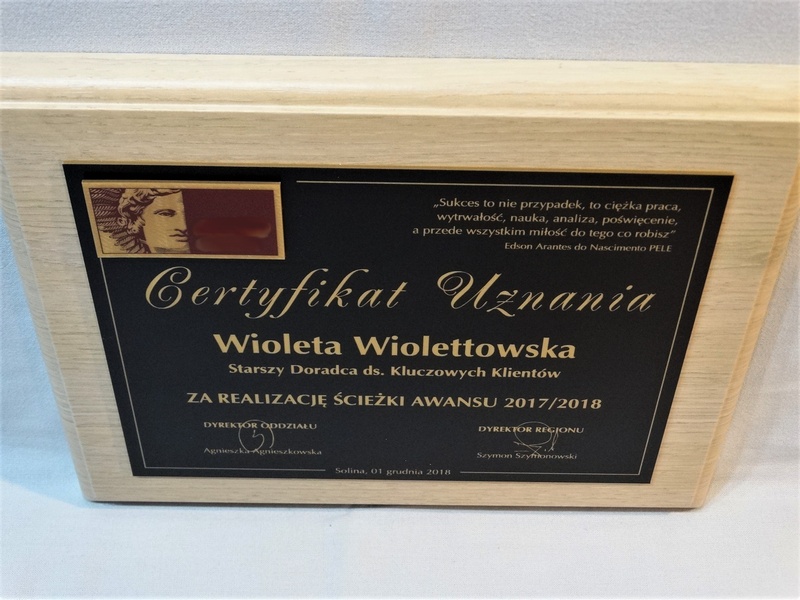 „Sukces to nie przypadek, to ciężka praca,
wytrwałość, nauka, analiza, poświęcenie,
a przede wszystkim miłość do tego co robisz”
Edson Arantes do Nascimento PELE
Certyfikat Uznania
Wioleta Wiolettowska
Starszy Doradca ds. Kluczowych Klientów
ZA REALIZACJĘ ŚCIEŻKI AWANSU 2017/2018
DYREKTOR ODDZIAŁU
Agnieszka Agnieszkowska
DYREKTOR REGIONU
Szymon Szymonowski
Solina, 01 grudnia 2018